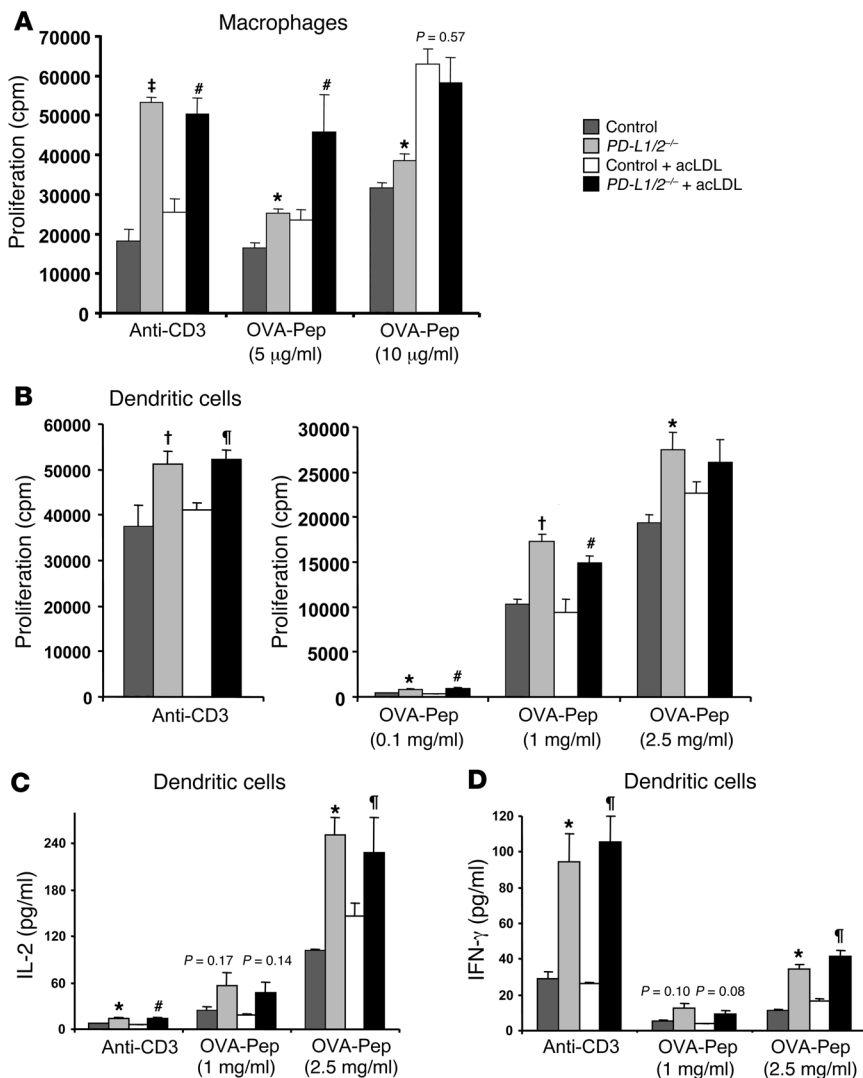 A
Macrophages
Proliferation (cpm)
70000
60000
50000
40000
30000
20000
10000
0
‡
#
*
#
*
P = 0.57
Anti-CD3
OVA-Pep
(5 μg/ml)
OVA-Pep
(10 μg/ml)
Control
PD-L1/2–/–
Control + acLDL
PD-L1/2–/– + acLDL
B
Dendritic cells
Proliferation (cpm)
60000
50000
40000
30000
20000
10000
0
†
¶
Anti-CD3
Proliferation (cpm)
30000
25000
20000
15000
10000
5000
0
*
#
†
#
*
OVA-Pep
(0.1 mg/ml)
OVA-Pep
(1 mg/ml)
OVA-Pep
(2.5 mg/ml)
C
Dendritic cells
IL-2 (pg/ml)
240
180
120
60
0
*
#
P = 0.17
P = 0.14
*
¶
Anti-CD3
OVA-Pep
(1 mg/ml)
OVA-Pep
(2.5 mg/ml)
D
Dendritic cells
IFN-γ (pg/ml)
120
100
80
60
40
20
0
*
¶
P = 0.10
P = 0.08
*
¶
Anti-CD3
OVA-Pep
(1 mg/ml)
OVA-Pep
(2.5 mg/ml)